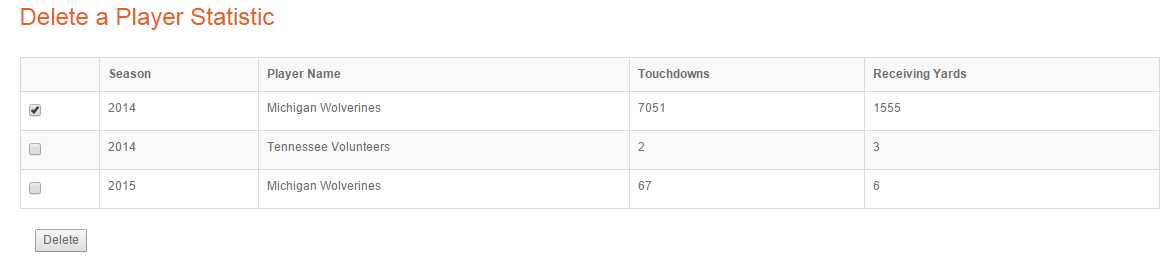 Delete a Player Statistic
Season Player Name Touchdowns Receiving Yards
2014 Michigan Wolverines 7051 1555
2014 Tennessee Volunteers 2 3
2015 Michigan Wolverines 67 6
Delete